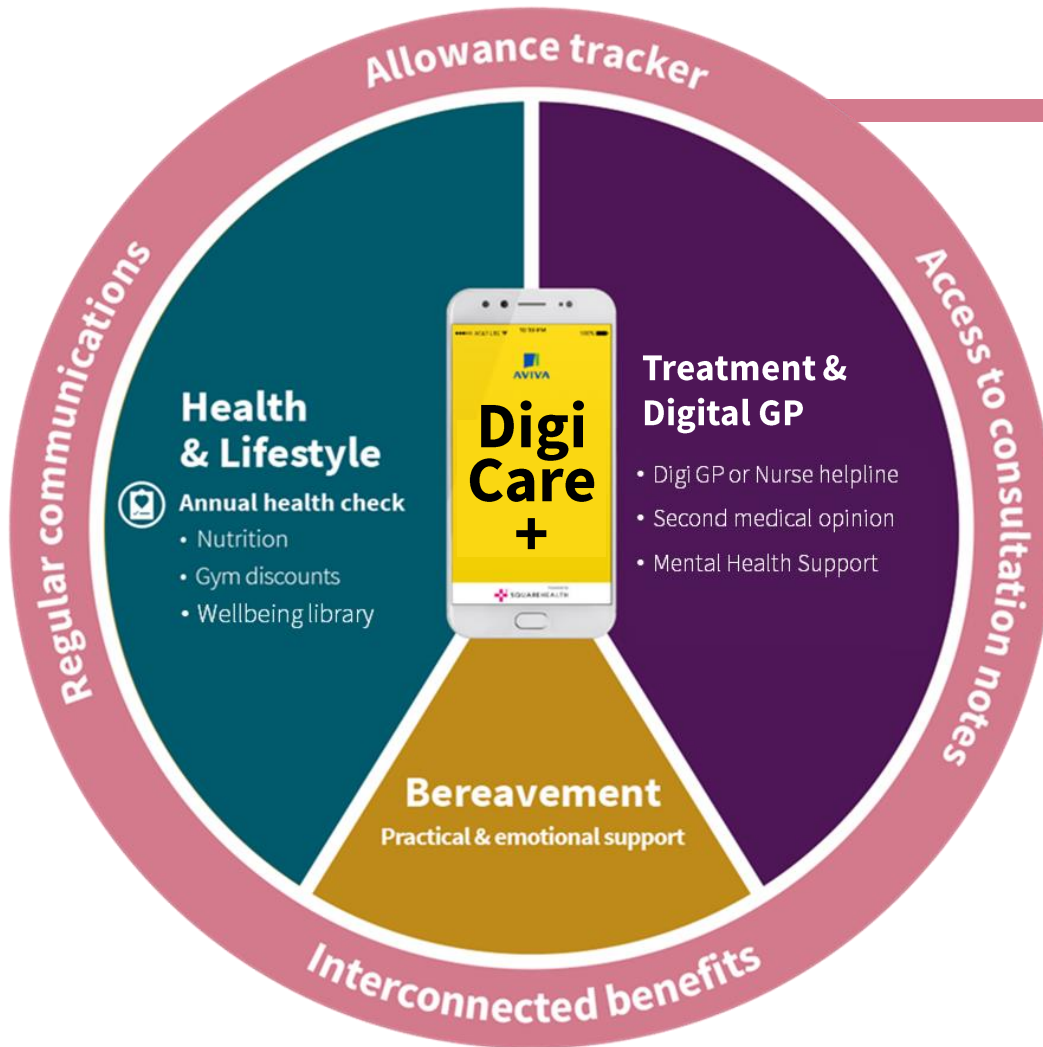 Allowance tracker
Regular communications
Access to consultation notes
Health
& Lifestyle
Annual health check
• Nutrition
• Gym discounts
• Wellbeing library
AVIVA
Digi
Care
+
SQUAREHEALTH
Treatment &
Digital GP
• Digi GP or Nurse helpline
• Second medical opinion
• Mental Health Support
Bereavement
Practical & emotional support
Interconnected benefits